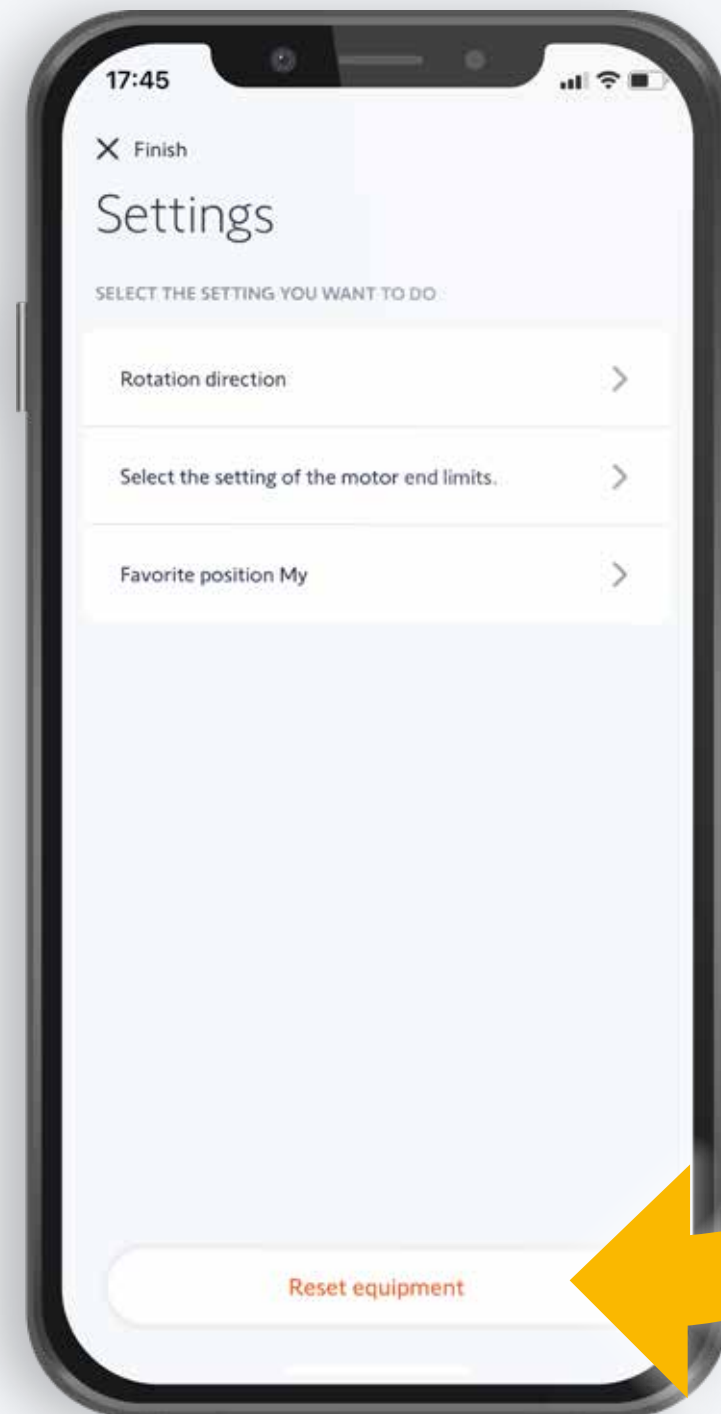 17:45
Finish
Settings
SELECT THE SETTING YOU WANT TO DO
Rotation direction
Select the setting of the motor end limits.
Favorite position My
Reset equipment